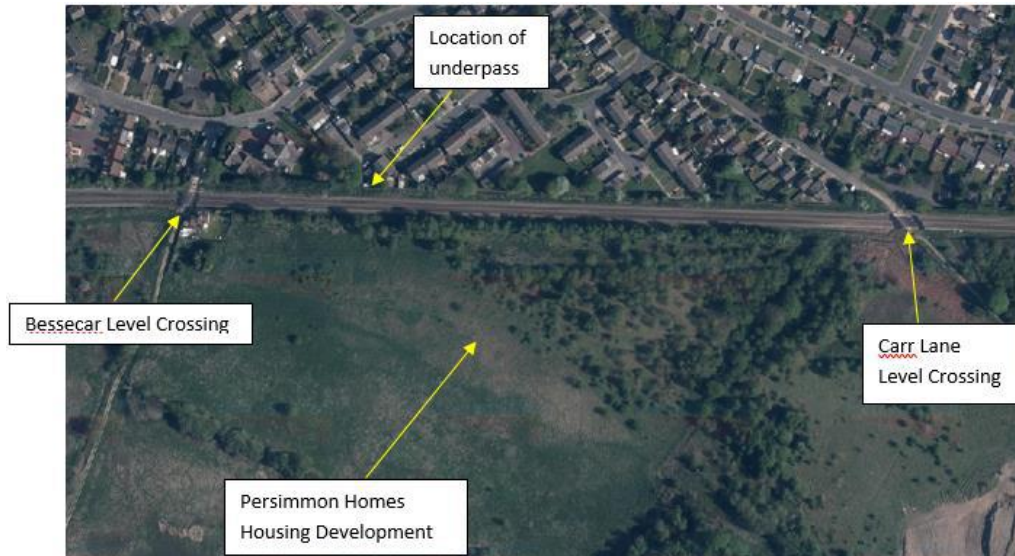 Location of
underpass
Bessecar Level Crossing
Carr Lane
Level Crossing
Persimmon Homes
Housing Development